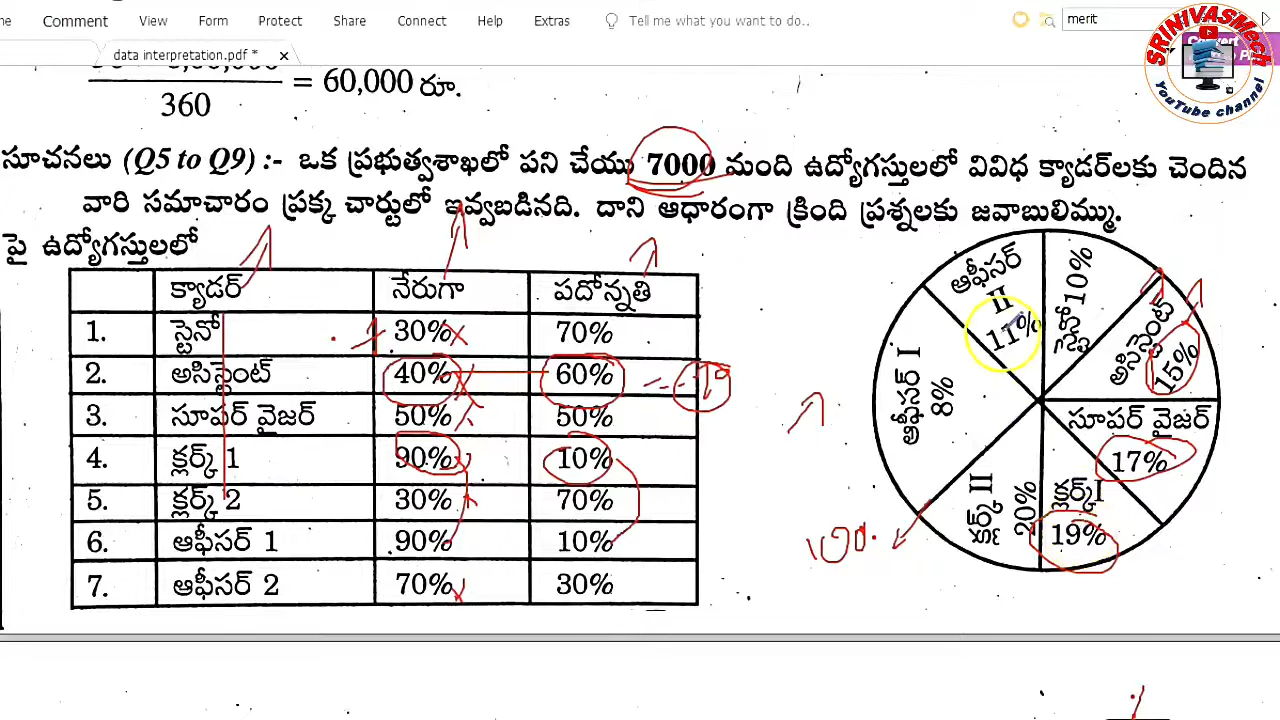 Comment View Form Protect Share Connect Help Extras Tell me what you want to do.. merit
data interpretation.pdf *
SRINIVASMech
YouTube channel
360
= 60,000 రూ.
సూచనలు (Q5 to Q9) :- ఒక ప్రభుత్వశాఖలో పని చేయు 7000 మంది ఉద్యోగస్తులలో వివిధ క్యాడర్‌లకు చెందిన
వారి సమాచారం ప్రక్క చార్టులో ఇవ్వబడినది. దాని ఆధారంగా క్రింది ప్రశ్నలకు జవాబులిమ్ము.
పై ఉద్యోగస్తులలో
క్యాడర్ నేరుగా పదోన్నతి
1. స్టెనో 30% 70%
2. అసిస్టెంట్ 40% 60%
3. సూపర్ వైజర్ 50% 50%
4. క్లర్క్ 1 90% 10%
5. క్లర్క్ 2 30% 70%
6. ఆఫీసర్ 1 90% 10%
7. ఆఫీసర్ 2 70% 30%
ఆఫీసర్ II 11%
స్టెనో 10%
అసిస్టెంట్ 15%
సూపర్ వైజర్ 17%
క్లర్క్ I 19%
క్లర్క్ II 20%
ఆఫీసర్ I 8%